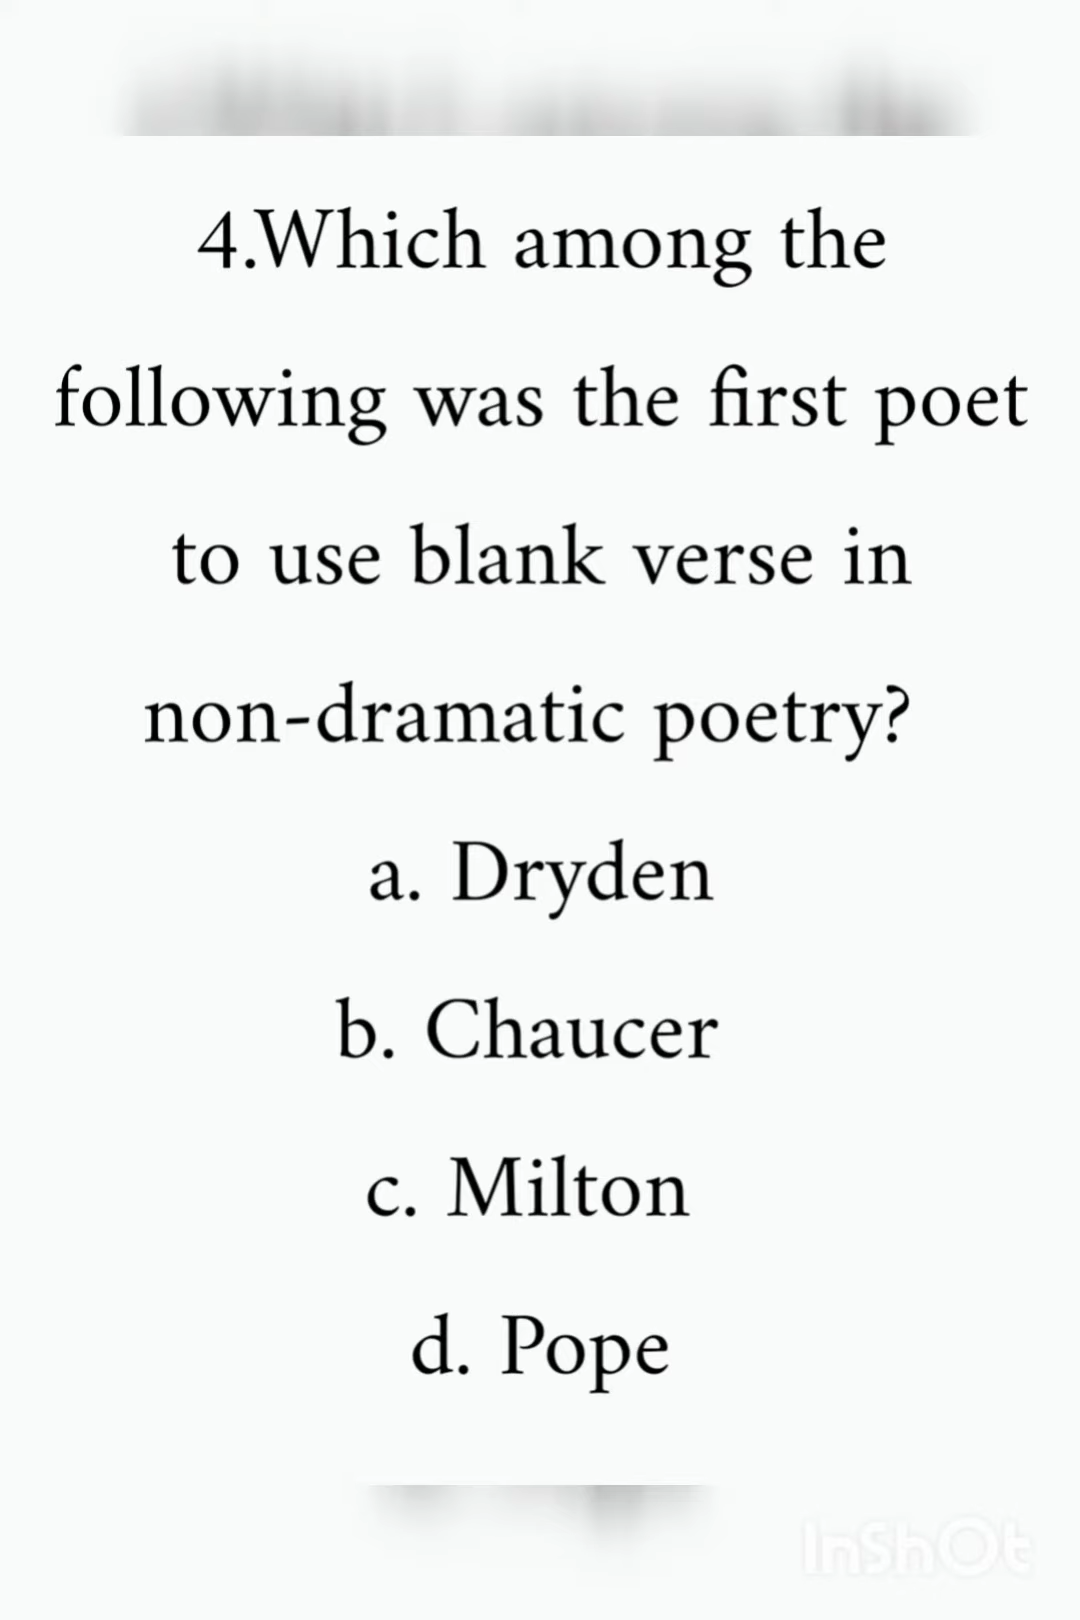 4.Which among the
following was the first poet
to use blank verse in
non-dramatic poetry?
a. Dryden
b. Chaucer
c. Milton
d. Pope
InShOt